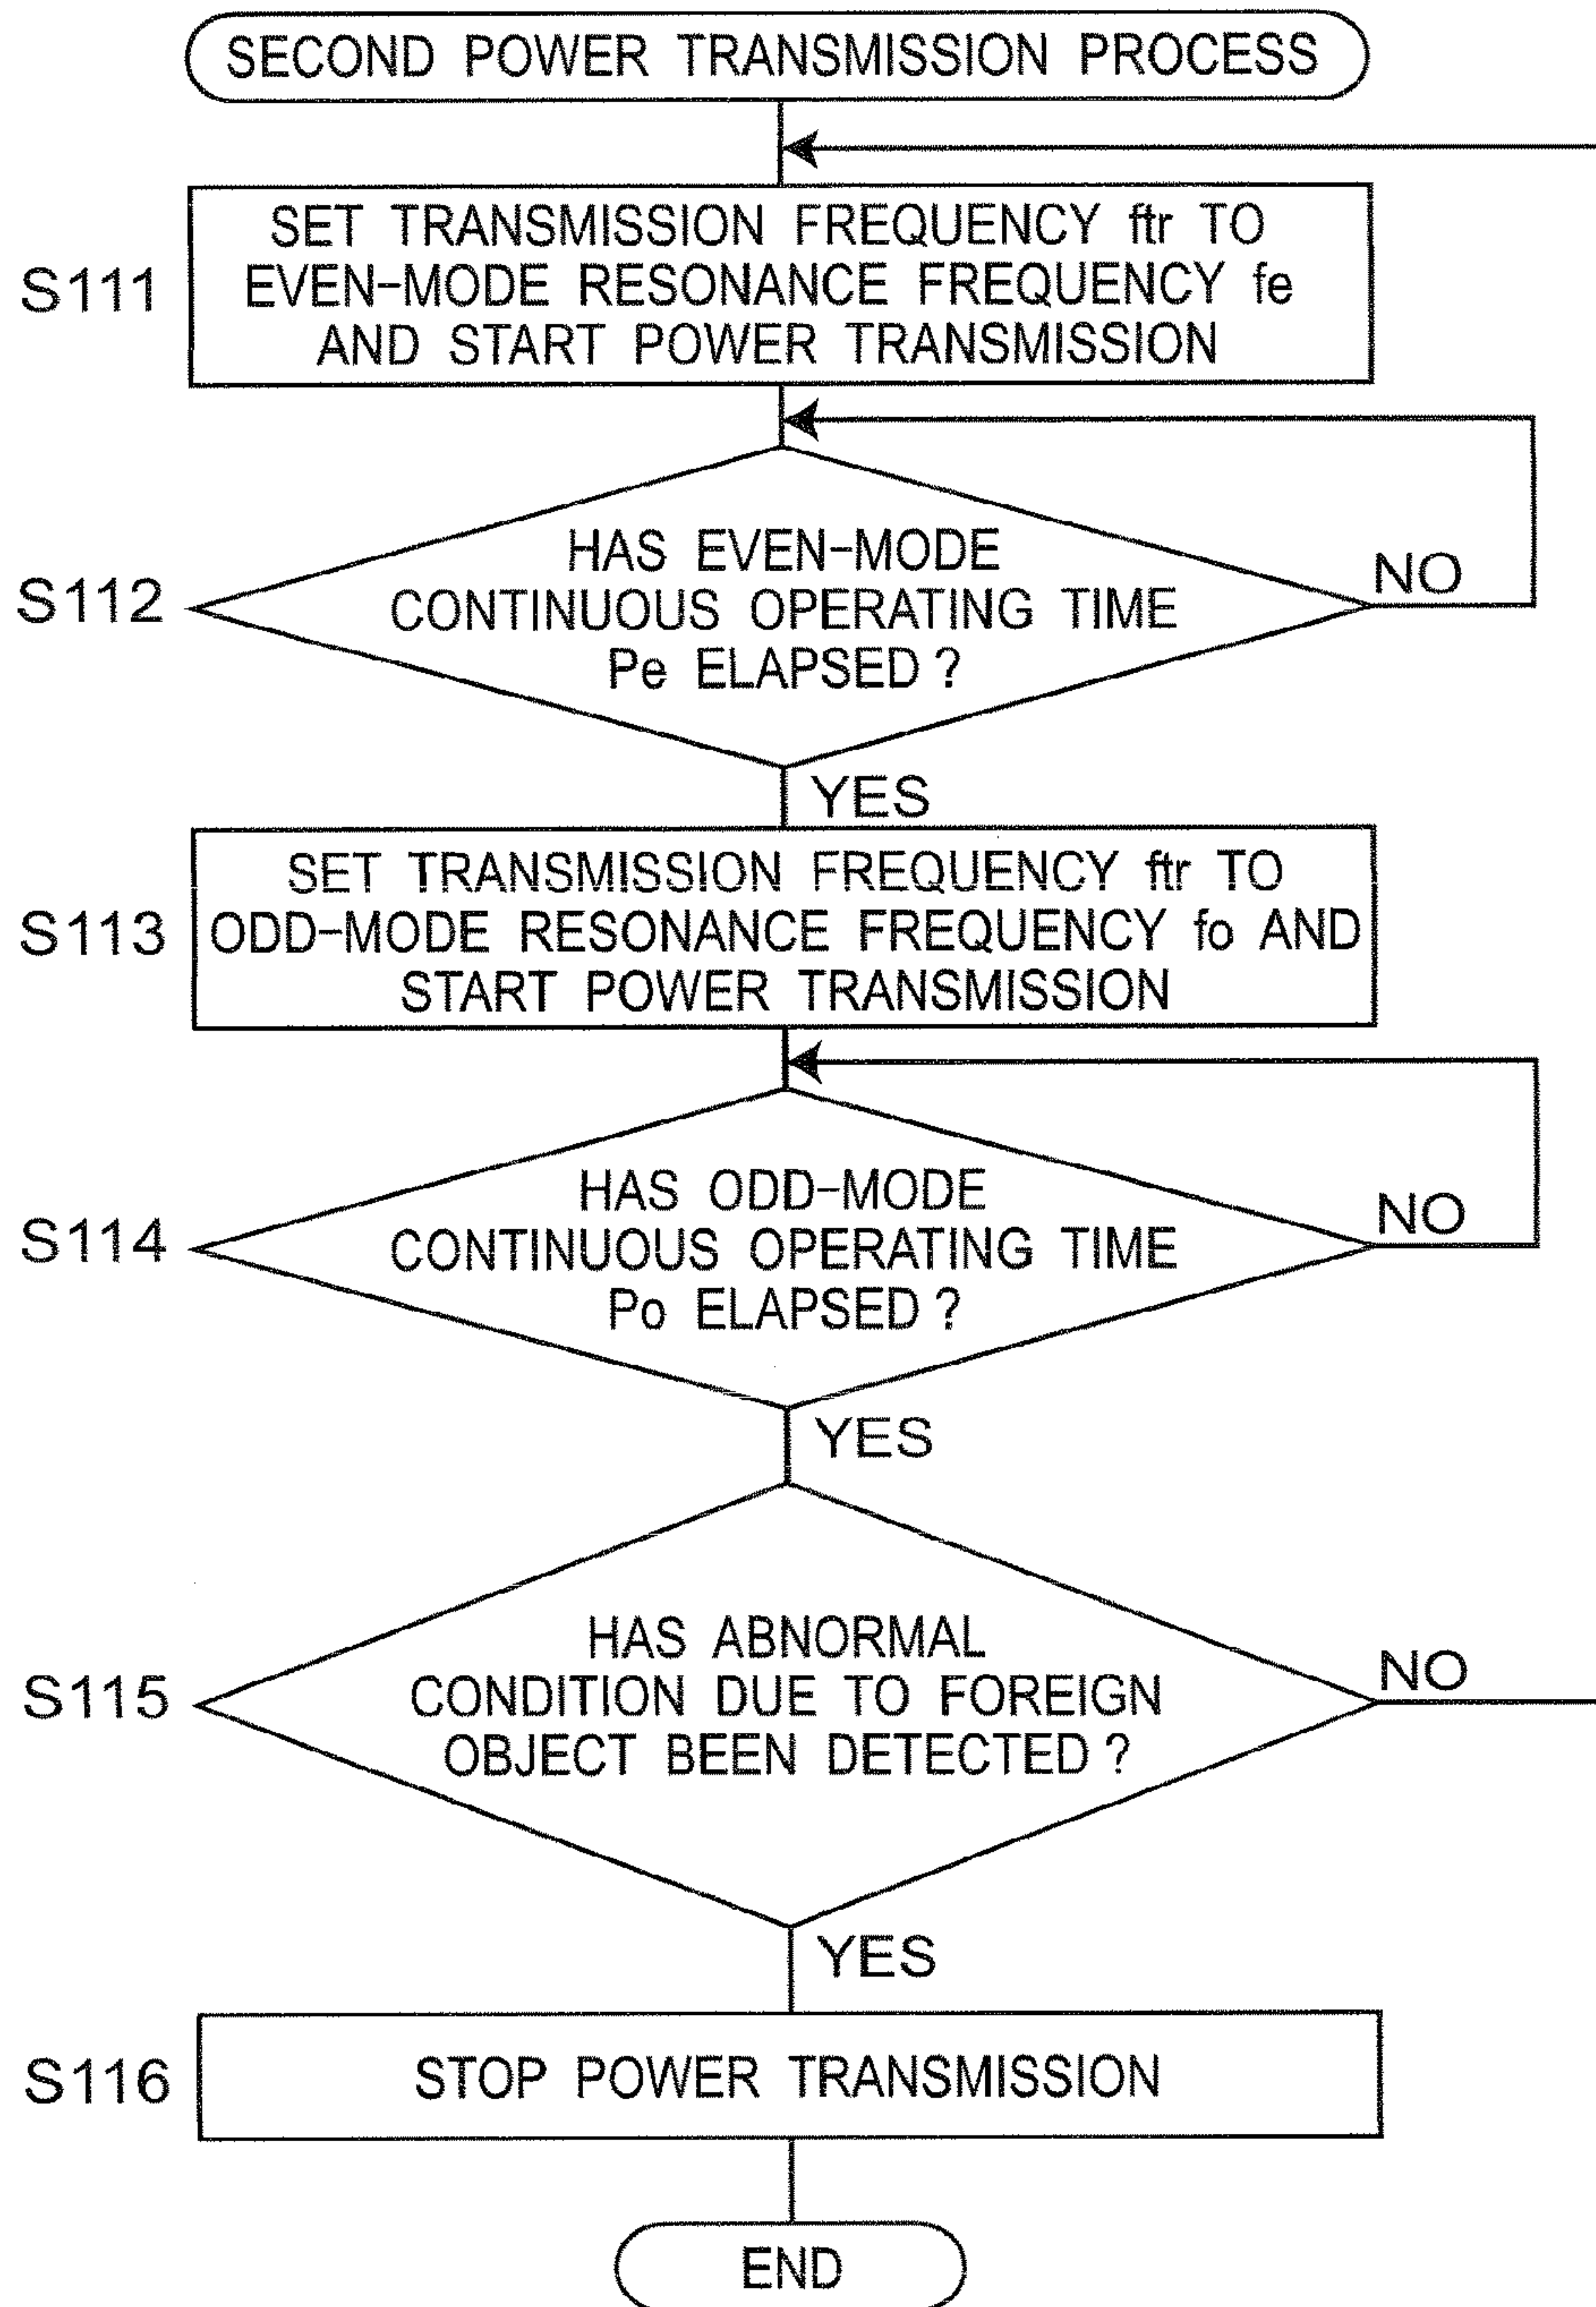 SECOND POWER TRANSMISSION PROCESS
S111
SET TRANSMISSION FREQUENCY ftr TO
EVEN-MODE RESONANCE FREQUENCY fe
AND START POWER TRANSMISSION
S112
HAS EVEN-MODE
CONTINUOUS OPERATING TIME
Pe ELAPSED ?
NO
YES
S113
SET TRANSMISSION FREQUENCY ftr TO
ODD-MODE RESONANCE FREQUENCY fo AND
START POWER TRANSMISSION
S114
HAS ODD-MODE
CONTINUOUS OPERATING TIME
Po ELAPSED ?
NO
YES
S115
HAS ABNORMAL
CONDITION DUE TO FOREIGN
OBJECT BEEN DETECTED ?
NO
YES
S116
STOP POWER TRANSMISSION
END